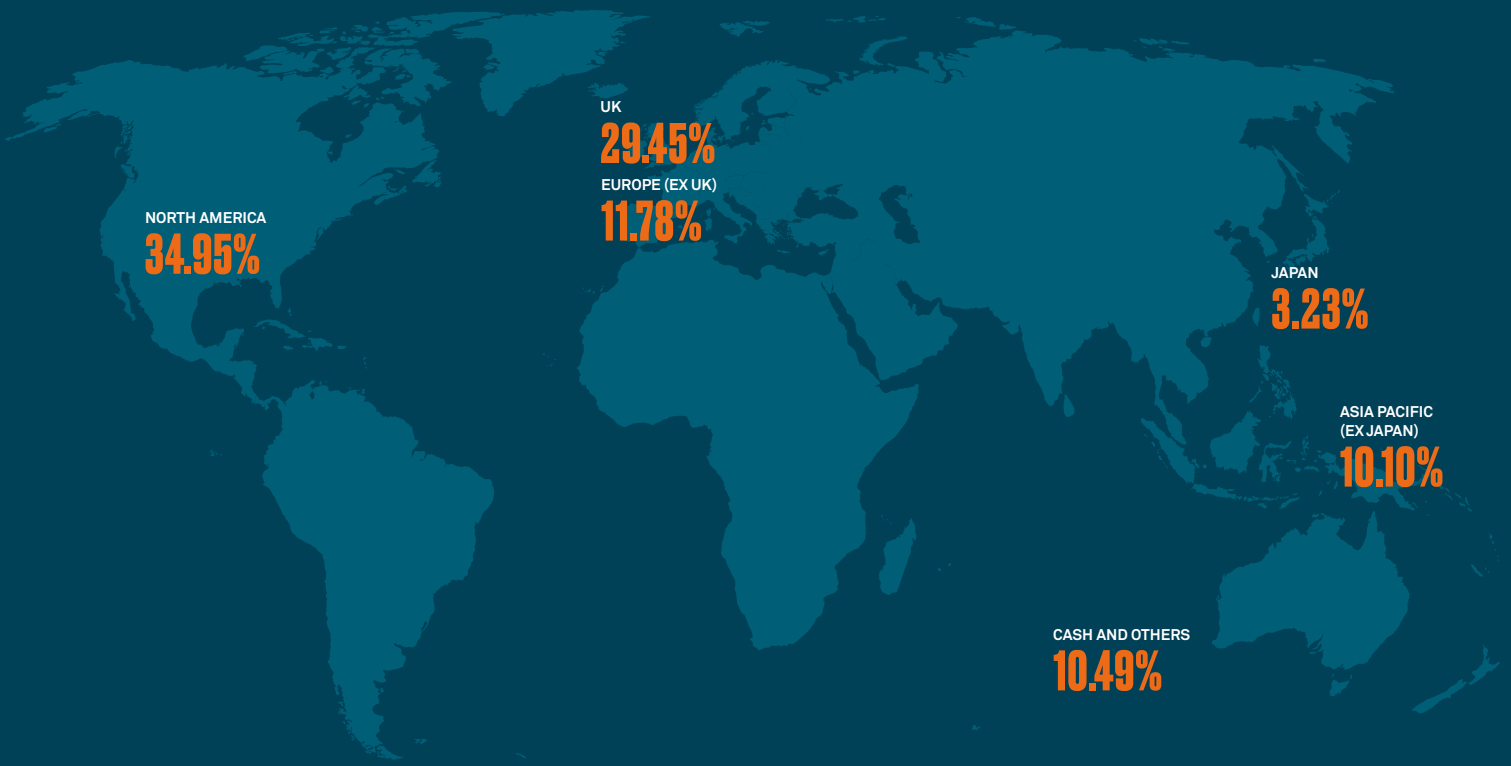 UK
29.45%
EUROPE (EX UK)
11.78%
NORTH AMERICA
34.95%
JAPAN
3.23%
ASIA PACIFIC
(EX JAPAN)
10.10%
CASH AND OTHERS
10.49%